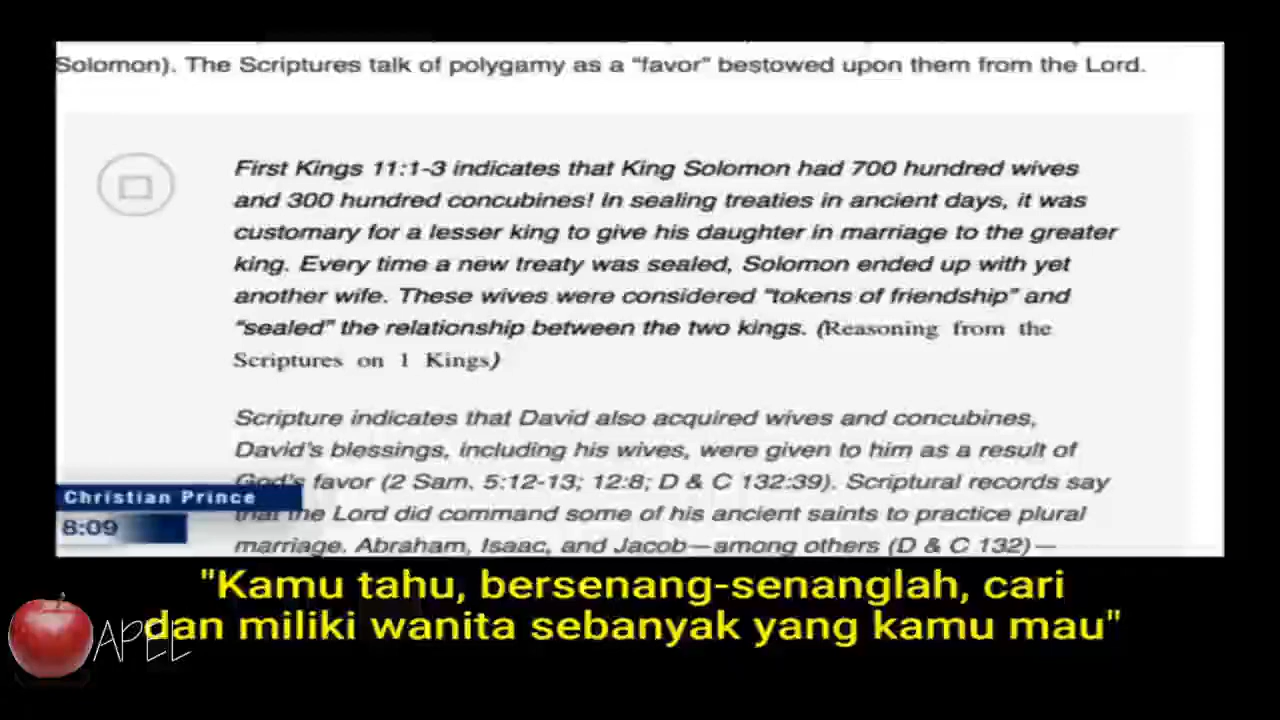 Solomon). The Scriptures talk of polygamy as a “favor” bestowed upon them from the Lord.
First Kings 11:1-3 indicates that King Solomon had 700 hundred wives
and 300 hundred concubines! In sealing treaties in ancient days, it was
customary for a lesser king to give his daughter in marriage to the greater
king. Every time a new treaty was sealed, Solomon ended up with yet
another wife. These wives were considered “tokens of friendship” and
“sealed” the relationship between the two kings. (Reasoning from the
Scriptures on 1 Kings)
Scripture indicates that David also acquired wives and concubines,
David’s blessings, including his wives, were given to him as a result of
God’s favor (2 Sam. 5:12-13; 12:8; D & C 132:39). Scriptural records say
that the Lord did command some of his ancient saints to practice plural
marriage. Abraham, Isaac, and Jacob—among others (D & C 132)—
Christian Prince
8:09
"Kamu tahu, bersenang-senanglah, cari
dan miliki wanita sebanyak yang kamu mau"
APEL